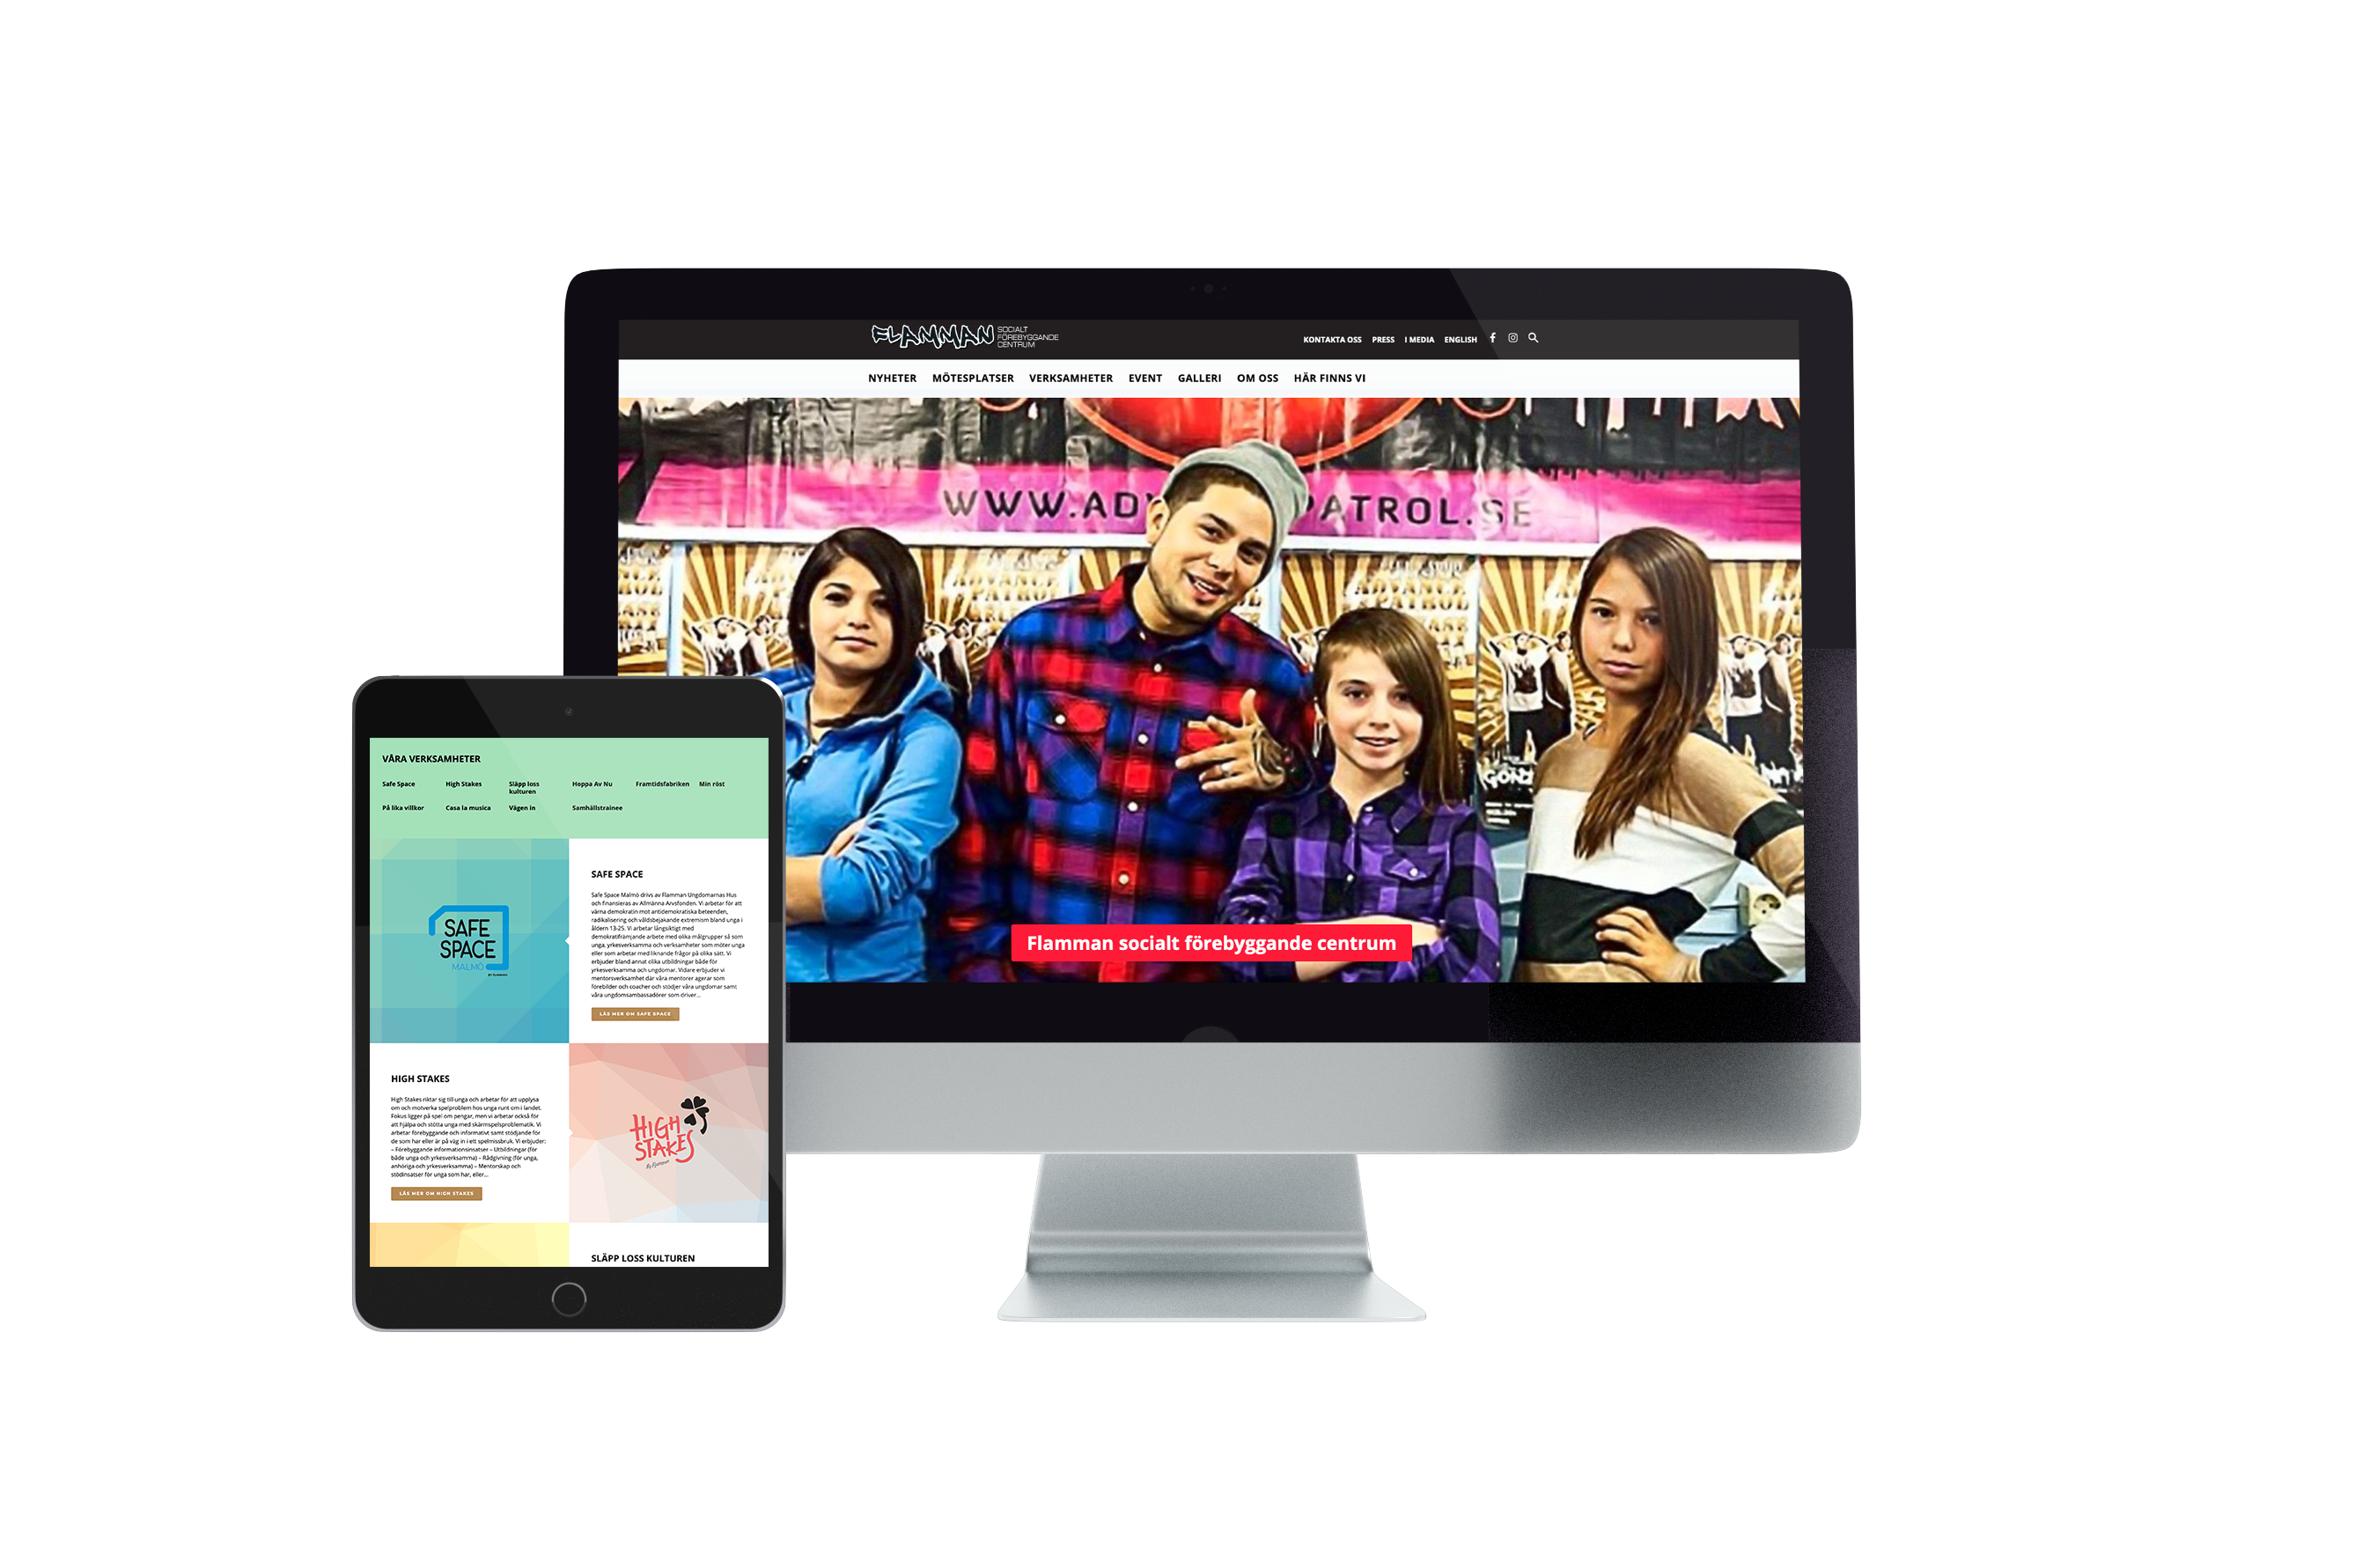 FLAMMAN
SOCIALT
FÖREBYGGANDE
CENTRUM
KONTAKTA OSS PRESS I MEDIA ENGLISH
NYHETER MÖTESPLATSER VERKSAMHETER EVENT GALLERI OM OSS HÄR FINNS VI
WWW.AD PATROL.SE
Flamman socialt förebyggande centrum
VÅRA VERKSAMHETER
Safe Space High Stakes Släpp loss kulturen Hoppa Av Nu Framtidsfabriken Min röst
På lika villkor Casa la musica Vägen in Samhällstrainee
SAFE
SPACE
MALMÖ
BY FLAMMAN
SAFE SPACE
Safe Space Malmö drivs av Flamman Ungdomarnas Hus
och finansieras av Allmänna Arvsfonden. Vi arbetar för att
värna demokratin mot antidemokratiska beteenden,
radikalisering och våldsbejakande extremism bland unga i
åldern 13-25. Vi arbetar långsiktigt med
demokratifrämjande arbete med olika målgrupper så som
unga, yrkesverksamma och verksamheter som möter unga
eller som arbetar med liknande frågor på olika sätt. Vi
erbjuder bland annat olika utbildningar både för
yrkesverksamma och ungdomar. Vidare erbjuder vi
mentorsverksamhet där våra mentorer agerar som
förebilder och coacher och stödjer våra ungdomar samt
våra ungdomsambassadörer som driver...
LÄS MER OM SAFE SPACE
HIGH STAKES
High Stakes riktar sig till unga och arbetar för att upplysa
om och motverka spelproblem hos unga runt om i landet.
Fokus ligger på spel om pengar, men vi arbetar också för
att hjälpa och stötta unga med skärmspelsproblematik. Vi
arbetar förebyggande och informativt samt stödjande för
de som har eller är på väg in i ett spelmissbruk. Vi erbjuder:
– Förebyggande informationsinsatser – Utbildningar (för
både unga och yrkesverksamma) – Rådgivning (för unga,
anhöriga och yrkesverksamma) – Mentorskap och
stödinsatser för unga som har, eller...
LÄS MER OM HIGH STAKES
HIGH
STAKES
By Flamman
SLÄPP LOSS KULTUREN